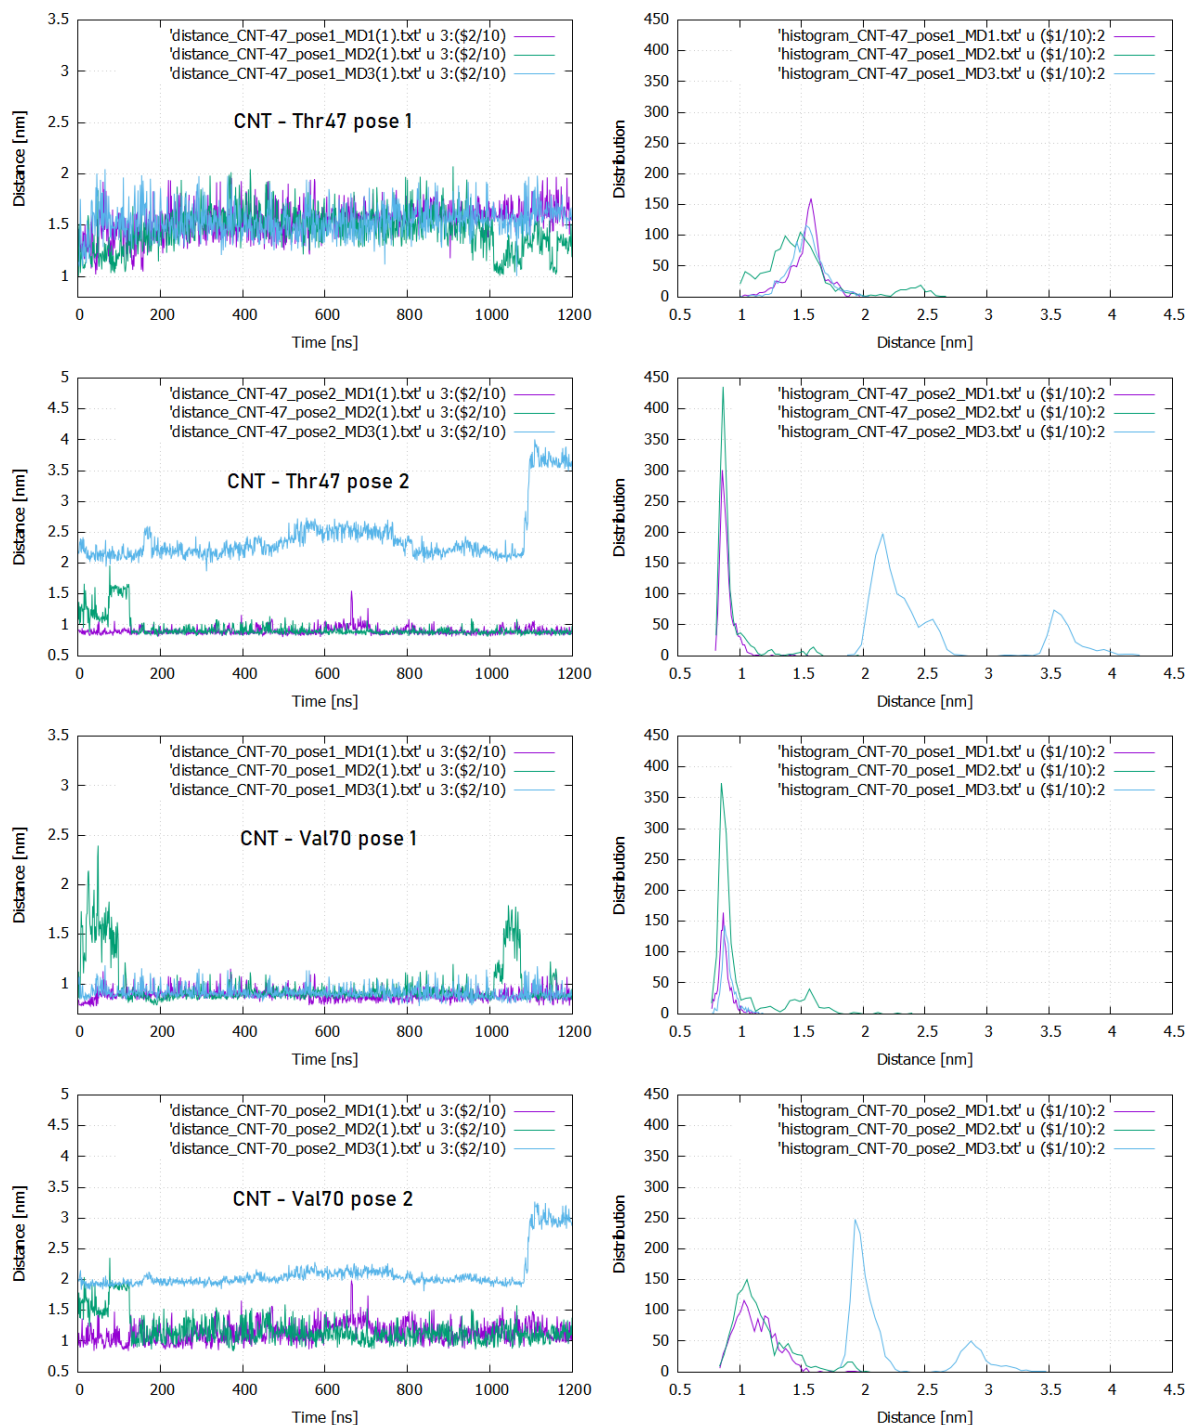 3.5
3
2.5
2
1.5
1
Distance [nm]
'distance_CNT-47_pose1_MD1(1).txt' u 3:($2/10)
'distance_CNT-47_pose1_MD2(1).txt' u 3:($2/10)
'distance_CNT-47_pose1_MD3(1).txt' u 3:($2/10)
CNT - Thr47 pose 1
0 200 400 600 800 1000 1200
Time [ns]
450
400
350
300
250
200
150
100
50
0
Distribution
'histogram_CNT-47_pose1_MD1.txt' u ($1/10):2
'histogram_CNT-47_pose1_MD2.txt' u ($1/10):2
'histogram_CNT-47_pose1_MD3.txt' u ($1/10):2
0.5 1 1.5 2 2.5 3 3.5 4 4.5
Distance [nm]
5
4.5
4
3.5
3
2.5
2
1.5
1
0.5
Distance [nm]
'distance_CNT-47_pose2_MD1(1).txt' u 3:($2/10)
'distance_CNT-47_pose2_MD2(1).txt' u 3:($2/10)
'distance_CNT-47_pose2_MD3(1).txt' u 3:($2/10)
CNT - Thr47 pose 2
0 200 400 600 800 1000 1200
Time [ns]
450
400
350
300
250
200
150
100
50
0
Distribution
'histogram_CNT-47_pose2_MD1.txt' u ($1/10):2
'histogram_CNT-47_pose2_MD2.txt' u ($1/10):2
'histogram_CNT-47_pose2_MD3.txt' u ($1/10):2
0.5 1 1.5 2 2.5 3 3.5 4 4.5
Distance [nm]
3.5
3
2.5
2
1.5
1
Distance [nm]
'distance_CNT-70_pose1_MD1(1).txt' u 3:($2/10)
'distance_CNT-70_pose1_MD2(1).txt' u 3:($2/10)
'distance_CNT-70_pose1_MD3(1).txt' u 3:($2/10)
CNT - Val70 pose 1
0 200 400 600 800 1000 1200
Time [ns]
450
400
350
300
250
200
150
100
50
0
Distribution
'histogram_CNT-70_pose1_MD1.txt' u ($1/10):2
'histogram_CNT-70_pose1_MD2.txt' u ($1/10):2
'histogram_CNT-70_pose1_MD3.txt' u ($1/10):2
0.5 1 1.5 2 2.5 3 3.5 4 4.5
Distance [nm]
5
4.5
4
3.5
3
2.5
2
1.5
1
0.5
Distance [nm]
'distance_CNT-70_pose2_MD1(1).txt' u 3:($2/10)
'distance_CNT-70_pose2_MD2(1).txt' u 3:($2/10)
'distance_CNT-70_pose2_MD3(1).txt' u 3:($2/10)
CNT - Val70 pose 2
0 200 400 600 800 1000 1200
Time [ns]
450
400
350
300
250
200
150
100
50
0
Distribution
'histogram_CNT-70_pose2_MD1.txt' u ($1/10):2
'histogram_CNT-70_pose2_MD2.txt' u ($1/10):2
'histogram_CNT-70_pose2_MD3.txt' u ($1/10):2
0.5 1 1.5 2 2.5 3 3.5 4 4.5
Distance [nm]